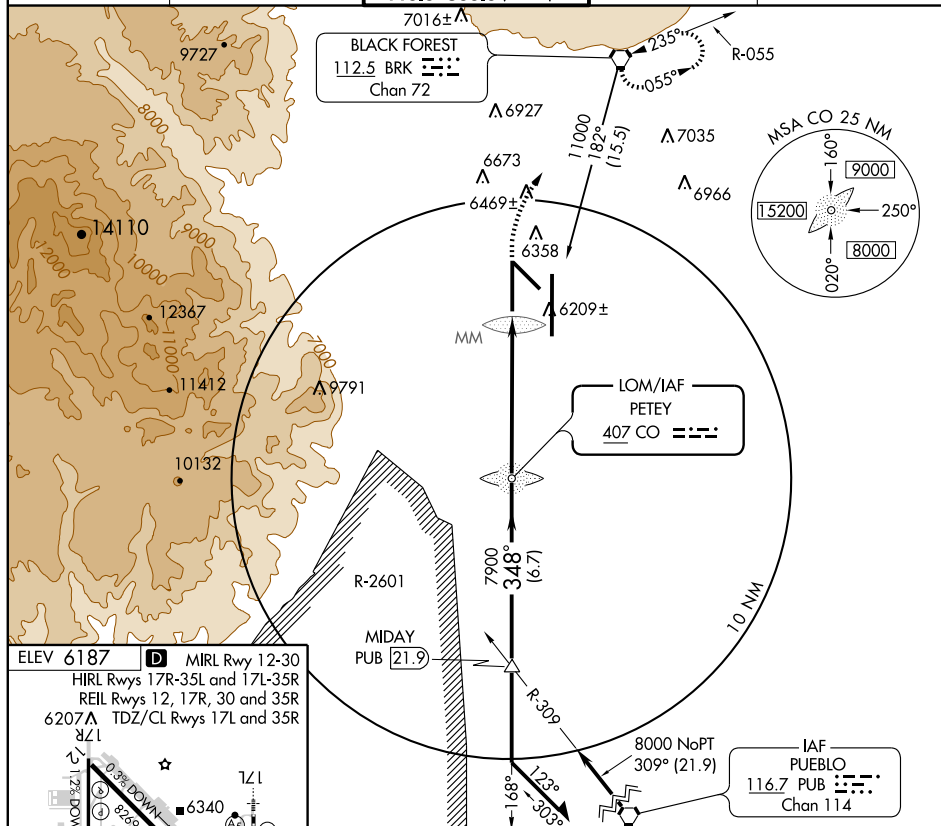 7016±
9727
BLACK FOREST
112.5 BRK
Chan 72
235°
055°
R-055
8000
6927
11000
182°
(15.5)
7035
MSA CO 25 NM
160°
9000
15200
250°
020°
8000
6673
6966
6469±
14110
9000
10000
12000
6358
12367
11000
6209±
MM
7000
11412
9791
LOM/IAF
PETEY
407 CO
10132
7900
348°
(6.7)
R-2601
10 NM
MIDAY
PUB 21.9
R-309
8000 NoPT
309° (21.9)
IAF
PUEBLO
116.7 PUB
Chan 114
168°
123°
303°
ELEV 6187
D MIRL Rwy 12-30
HIRL Rwys 17R-35L and 17L-35R
REIL Rwys 12, 17R, 30 and 35R
6207 TDZ/CL Rwys 17L and 35R
17R
12
0.3% DOWN
17L
1.2% DOW
P
P
826
6340
A